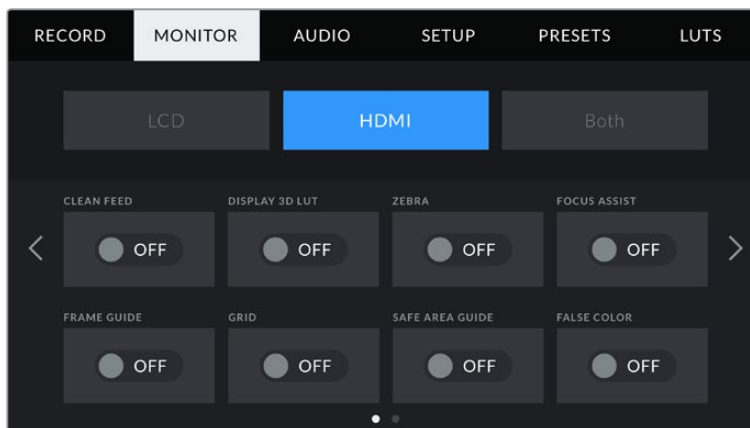 RECORD MONITOR AUDIO SETUP PRESETS LUTS
LCD HDMI Both
CLEAN FEED DISPLAY 3D LUT ZEBRA FOCUS ASSIST
OFF OFF OFF OFF
FRAME GUIDE GRID SAFE AREA GUIDE FALSE COLOR
OFF OFF OFF OFF